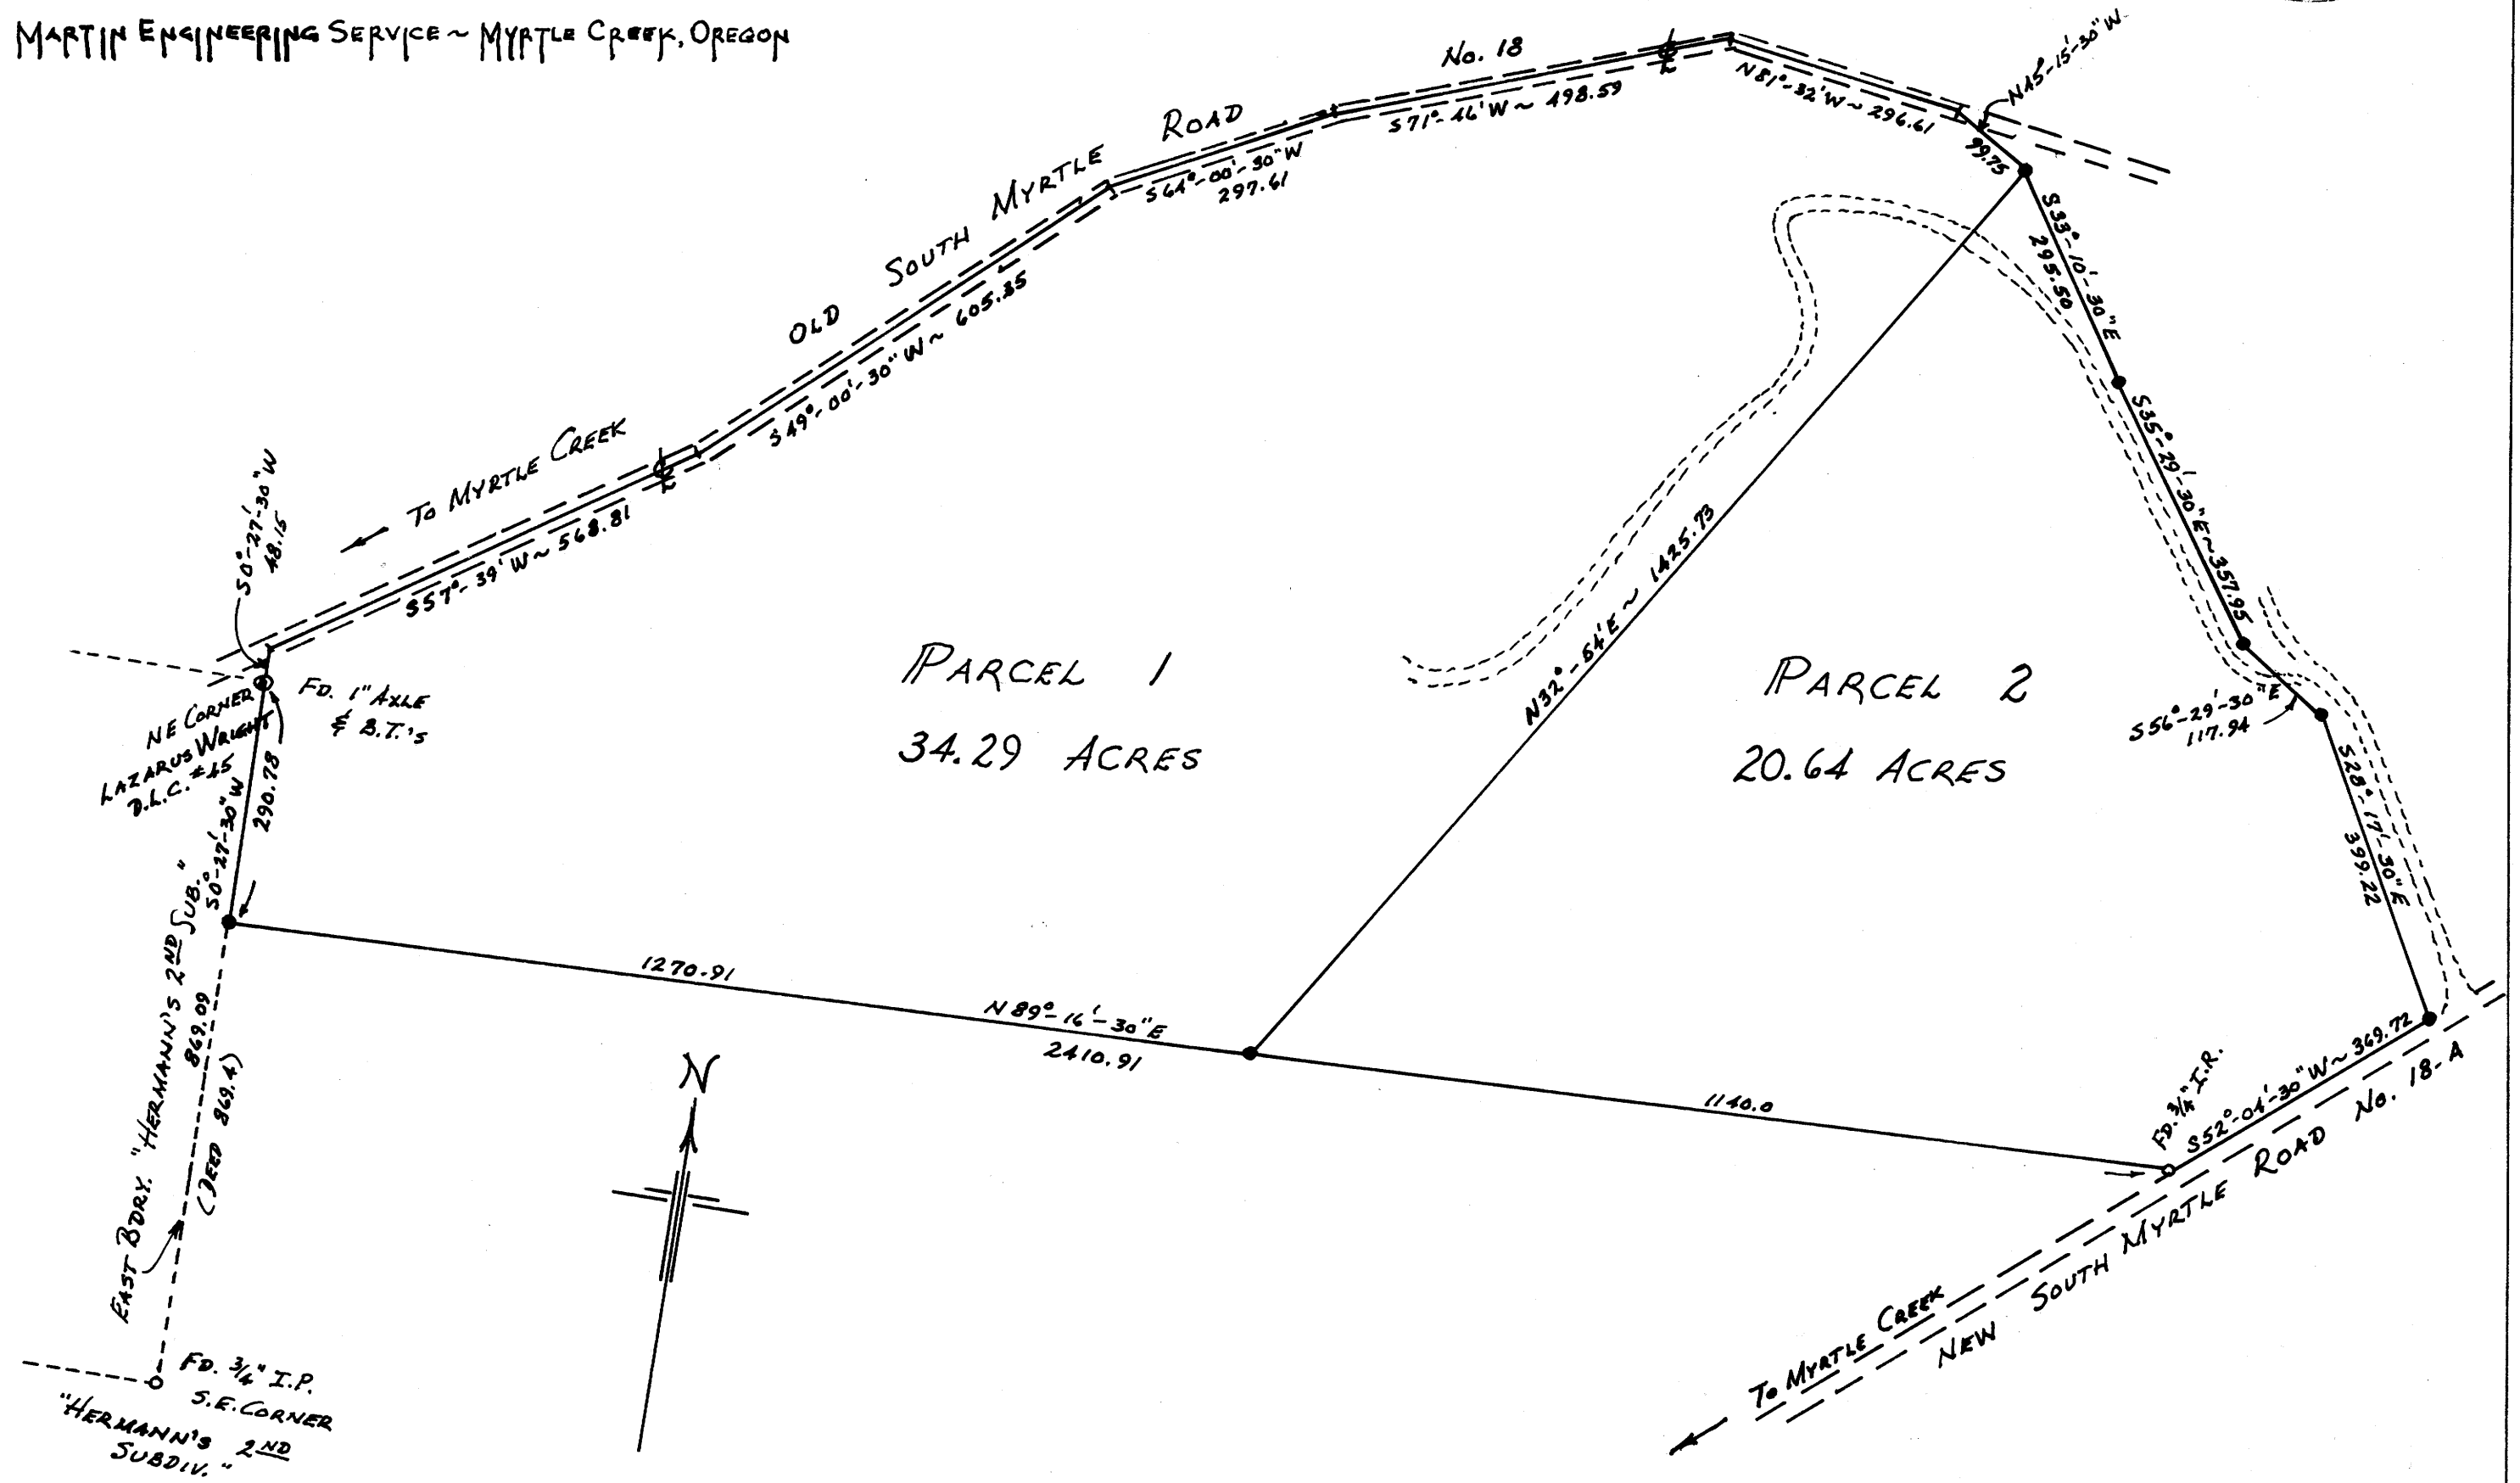 MARTIN ENGINEERING SERVICE ~ MYRTLE CREEK, OREGON
No. 18
OLD SOUTH MYRTLE ROAD
N45°-15'-30"W
99.75
N81°-32'W ~ 296.61
S71°-46'W ~ 498.59
S64°-00'-30"W
297.61
S49°-00'-30"W ~ 605.35
TO MYRTLE CREEK
S57°-39'W ~ 568.81
S0°-27'-30"W
48.15
S33°-10'-30"E
295.50
S35°-29'-30"E ~ 357.95
S56°-29'-30"E
117.94
S28°-17'-30"E
399.22
N32°-54'E ~ 1425.73
PARCEL 1
34.29 ACRES
PARCEL 2
20.64 ACRES
FD. 1" AXLE
& B.T.'s
NE CORNER
LAZARUS WRIGHT
D.L.C. #45
S0°-27'-30"W
290.78
1270.91
N89°-16'-30"E
2410.91
1140.0
EAST BDRY. "HERMANN'S 2ND SUB."
869.09
(DEED 869.4)
N
FD. 3/4" I.R.
S52°-04'-30"W ~ 369.72
NEW SOUTH MYRTLE ROAD No. 18-A
TO MYRTLE CREEK
FD. 3/4" I.P.
S.E. CORNER
"HERMANN'S 2ND
SUBDIV."